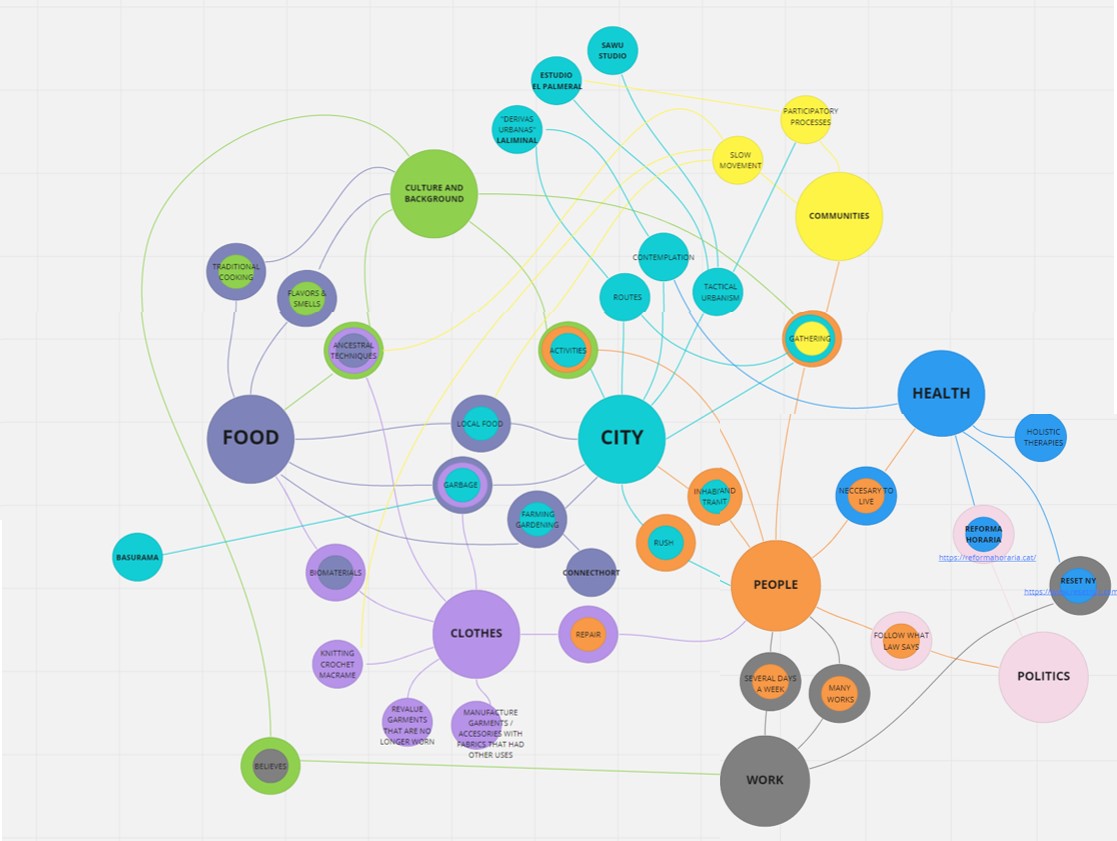 SAWU
STUDIO
ESTUDIO
EL PALMERAL
"DERIVAS
URBANAS"
LALIMINAL
PARTICIPATORY
PROCESSES
SLOW
MOVEMENT
CULTURE AND
BACKGROUND
COMMUNITIES
TRADITIONAL
COOKING
CONTEMPLATION
FLAVORS &
SMELLS
ROUTES
TACTICAL
URBANISM
ANCESTRAL
TECHNIQUES
ACTIVITIES
GATHERING
HEALTH
FOOD
LOCAL FOOD
CITY
HOLISTIC
THERAPIES
GARBAGE
INHABI AND
TRANT
NECCESARY TO
LIVE
FARMING
GARDENING
RUSH
REFORMA
HORARIA
https://reformahoraria.cat/
BASURAMA
BIOMATERIALS
CONNECTHORT
PEOPLE
RESET NY
CLOTHES
REPAIR
FOLLOW WHAT
LAW SAYS
KNITTING
CROCHET
MACRAME
POLITICS
SEVERAL DAYS
A WEEK
MANY
WORKS
REVALUE
GARMENTS
THAT ARE NO
LONGER WORN
MANUFACTURE
GARMENTS /
ACCESORIES WITH
FABRICS THAT HAD
OTHER USES
BELIEVES
WORK